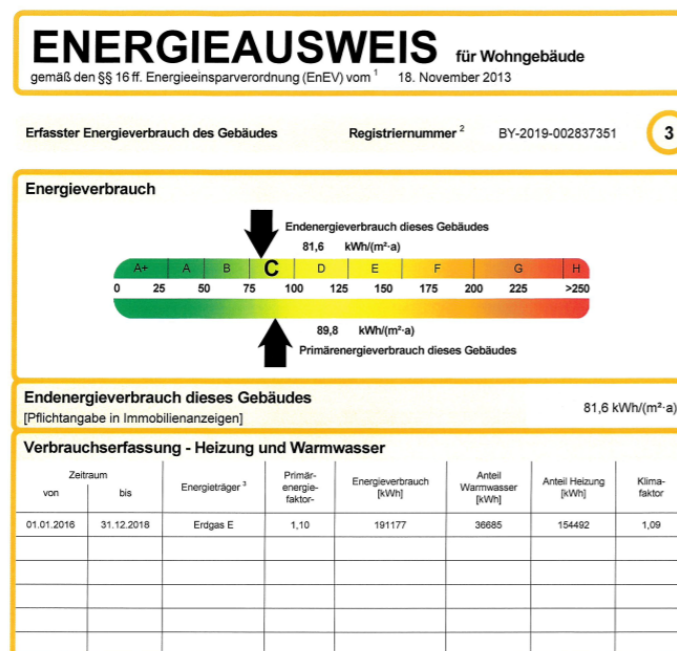 ENERGIEAUSWEIS für Wohngebäude
gemäß den §§ 16 ff. Energieeinsparverordnung (EnEV) vom 1 18. November 2013
Erfasster Energieverbrauch des Gebäudes Registriernummer 2 BY-2019-002837351 3
Energieverbrauch
Endenergieverbrauch dieses Gebäudes
81,6 kWh/(m²·a)
A+ A B C D E F G H
0 25 50 75 100 125 150 175 200 225 >250
89,8 kWh/(m²·a)
Primärenergieverbrauch dieses Gebäudes
Endenergieverbrauch dieses Gebäudes
[Pflichtangabe in Immobilienanzeigen]
81,6 kWh/(m²·a)
Verbrauchserfassung - Heizung und Warmwasser
Zeitraum
von bis
Energieträger 3
Primär-
energie-
faktor-
Energieverbrauch
[kWh]
Anteil
Warmwasser
[kWh]
Anteil Heizung
[kWh]
Klima-
faktor
01.01.2016 31.12.2018 Erdgas E 1,10 191177 36685 154492 1,09